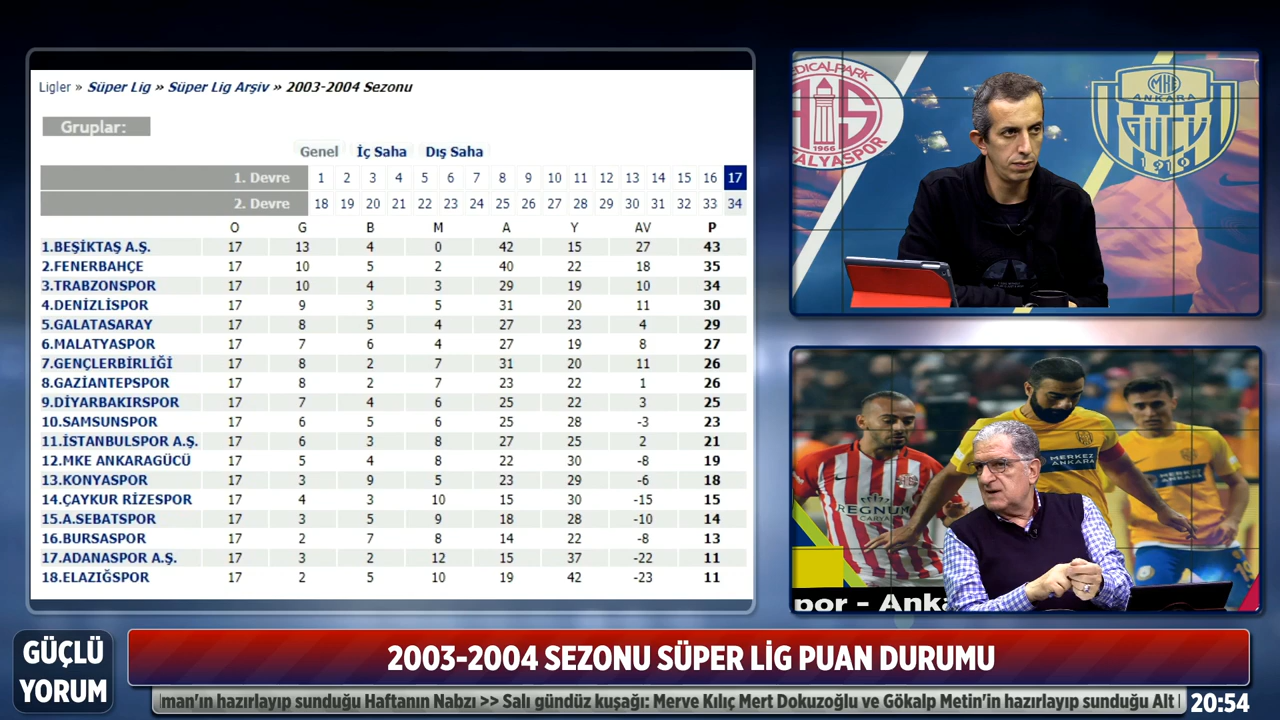 Ligler » Süper Lig » Süper Lig Arşiv » 2003-2004 Sezonu
Gruplar:
Genel İç Saha Dış Saha
1. Devre 1 2 3 4 5 6 7 8 9 10 11 12 13 14 15 16 17
2. Devre 18 19 20 21 22 23 24 25 26 27 28 29 30 31 32 33 34
O G B M A Y AV P
1.BEŞİKTAŞ A.Ş. 17 13 4 0 42 15 27 43
2.FENERBAHÇE 17 10 5 2 40 22 18 35
3.TRABZONSPOR 17 10 4 3 29 19 10 34
4.DENİZLİSPOR 17 9 3 5 31 20 11 30
5.GALATASARAY 17 8 5 4 27 23 4 29
6.MALATYASPOR 17 7 6 4 27 19 8 27
7.GENÇLERBİRLİĞİ 17 8 2 7 31 20 11 26
8.GAZİANTEPSPOR 17 8 2 7 23 22 1 26
9.DİYARBAKIRSPOR 17 7 4 6 25 22 3 25
10.SAMSUNSPOR 17 6 5 6 25 28 -3 23
11.İSTANBULSPOR A.Ş. 17 6 3 8 27 25 2 21
12.MKE ANKARAGÜCÜ 17 5 4 8 22 30 -8 19
13.KONYASPOR 17 3 9 5 23 29 -6 18
14.ÇAYKUR RİZESPOR 17 4 3 10 15 30 -15 15
15.A.SEBATSPOR 17 3 5 9 18 28 -10 14
16.BURSASPOR 17 2 7 8 14 22 -8 13
17.ADANASPOR A.Ş. 17 3 2 12 15 37 -22 11
18.ELAZIĞSPOR 17 2 5 10 19 42 -23 11
EDICALPARK
AS
1966
TALYASPOR
MKE
ANKARA
GÜCÜ
1910
REGNUM
CARYA
MERKEZ
ANKARA
MERKEZ
ANKARA
por - Anka
GÜÇLÜ
YORUM
2003-2004 SEZONU SÜPER LİG PUAN DURUMU
man'ın hazırlayıp sunduğu Haftanın Nabzı >> Salı gündüz kuşağı: Merve Kılıç Mert Dokuzoğlu ve Gökalp Metin'in hazırlayıp sunduğu Alt
20:54